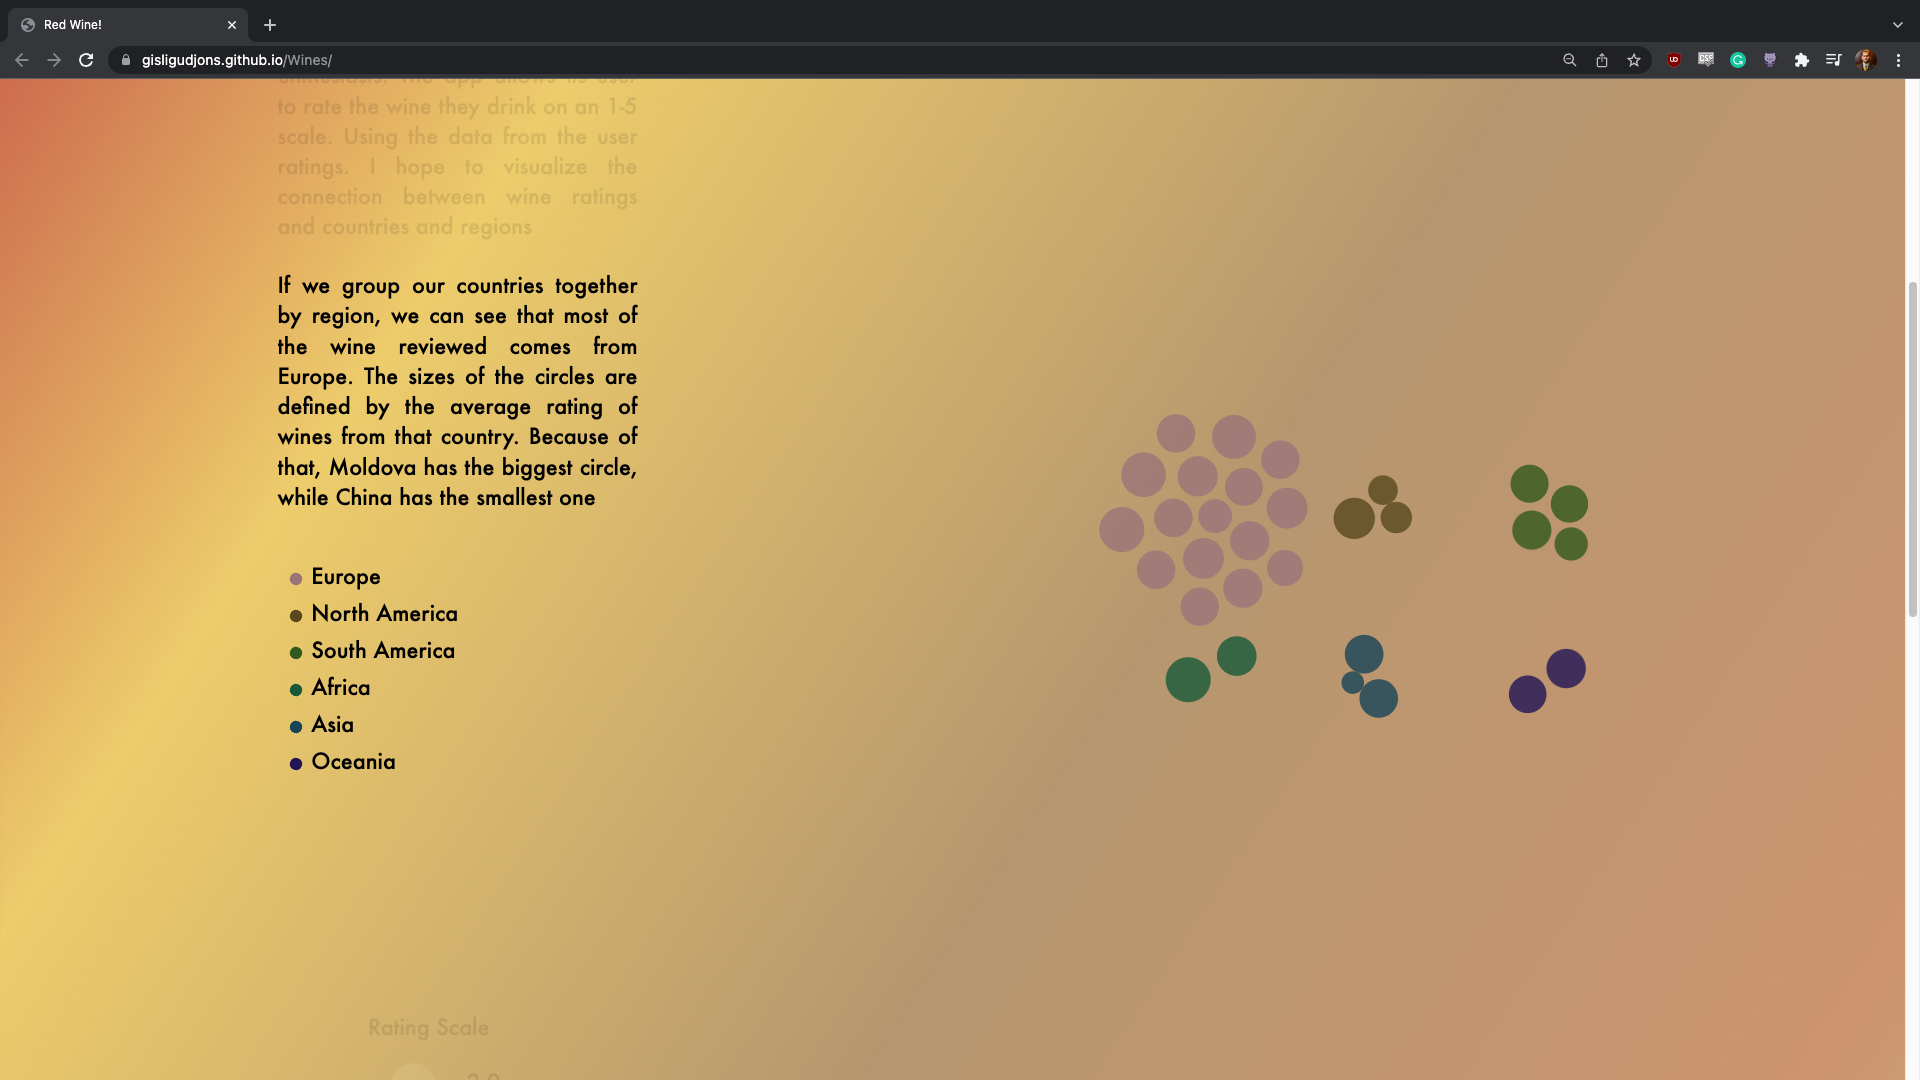 Red Wine!
gisligudjons.github.io/Wines/
to rate the wine they drink on an 1-5
scale. Using the data from the user
ratings. I hope to visualize the
connection between wine ratings
and countries and regions
If we group our countries together
by region, we can see that most of
the wine reviewed comes from
Europe. The sizes of the circles are
defined by the average rating of
wines from that country. Because of
that, Moldova has the biggest circle,
while China has the smallest one
Europe
North America
South America
Africa
Asia
Oceania
Rating Scale